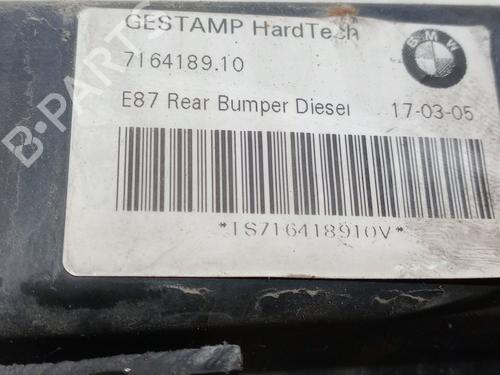 GESTAMP HardTech
BMW
7164189.10
E87 Rear Bumper Diesel 17-03-05
*1S716418910V*
B-PARTS